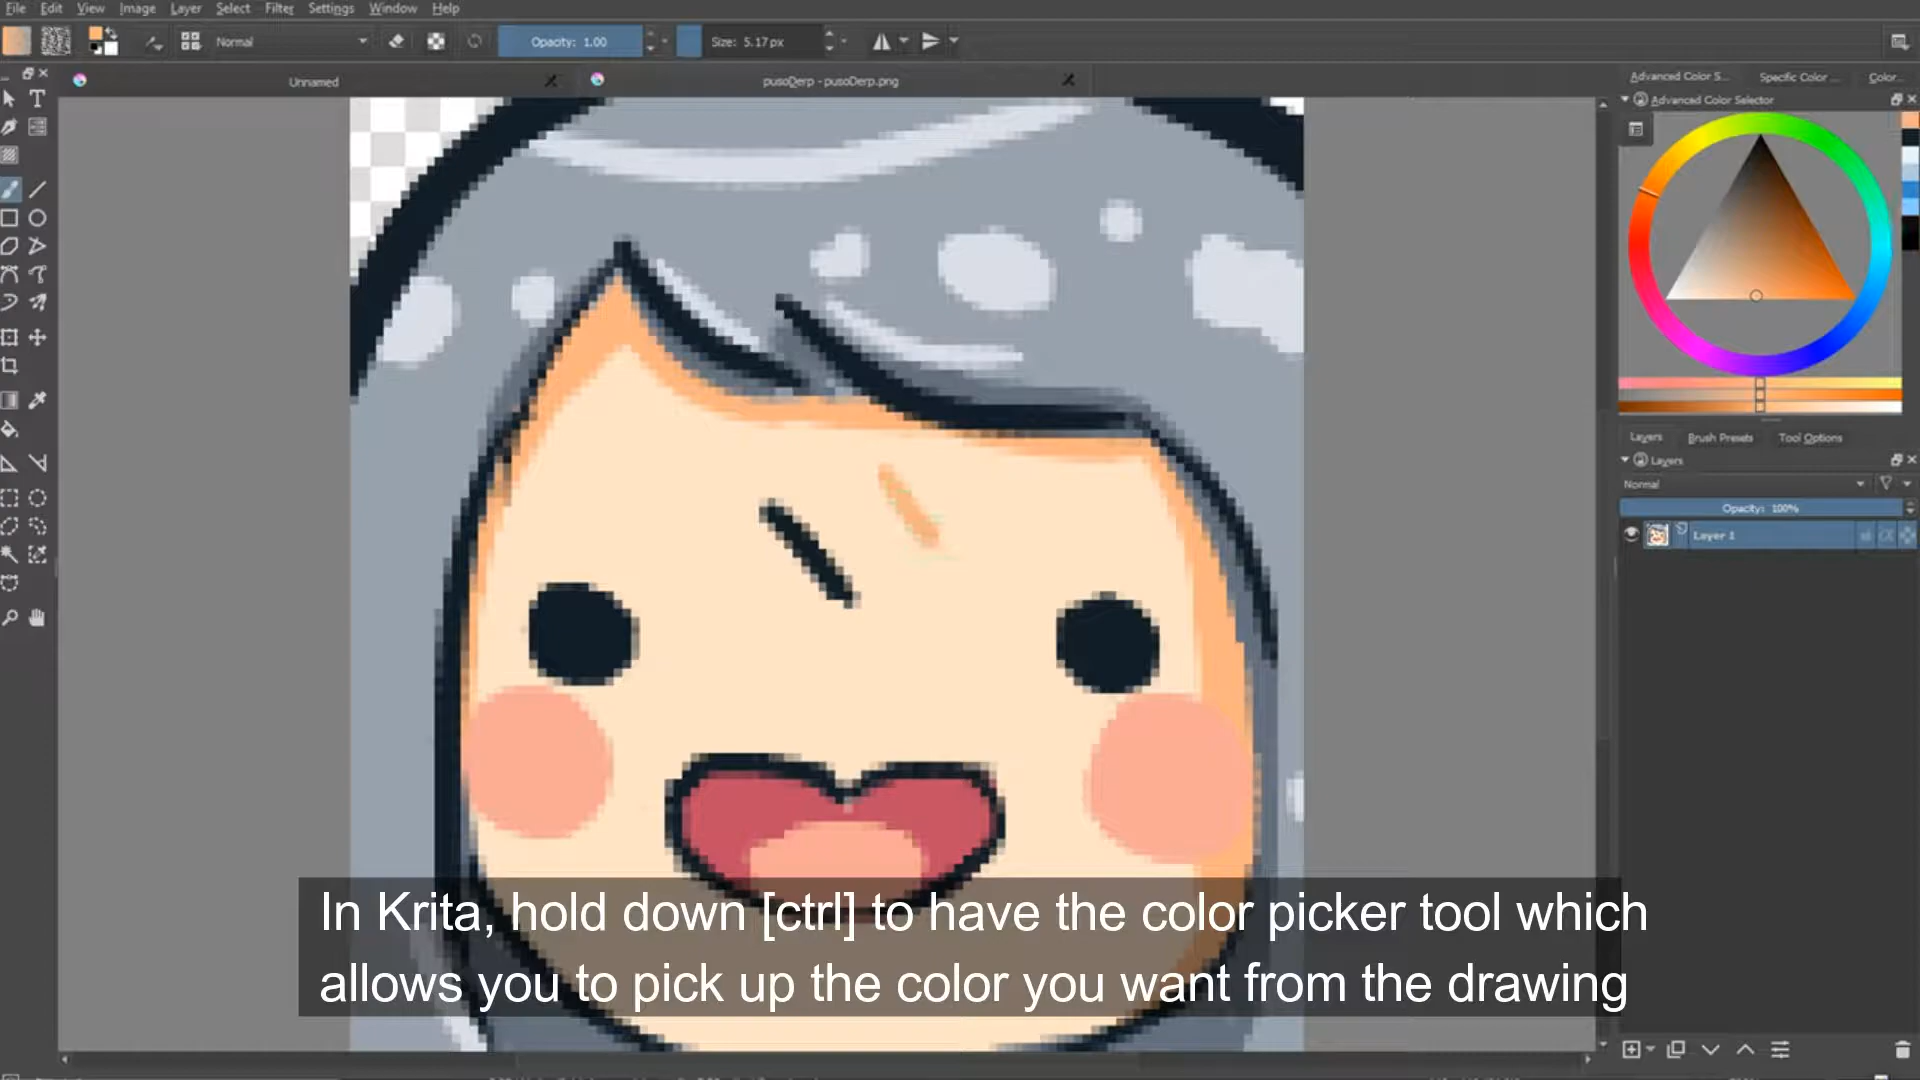 File Edit View Image Layer Select Filter Settings Window Help
Normal Opacity: 1.00 Size: 5.17 px
Unnamed pusoDerp - pusoDerp.png
Advanced Color S... Specific Color ... Color...
Advanced Color Selector
Layers Brush Presets Tool Options
Layers
Normal
Opacity: 100%
Layer 1
In Krita, hold down [ctrl] to have the color picker tool which
allows you to pick up the color you want from the drawing